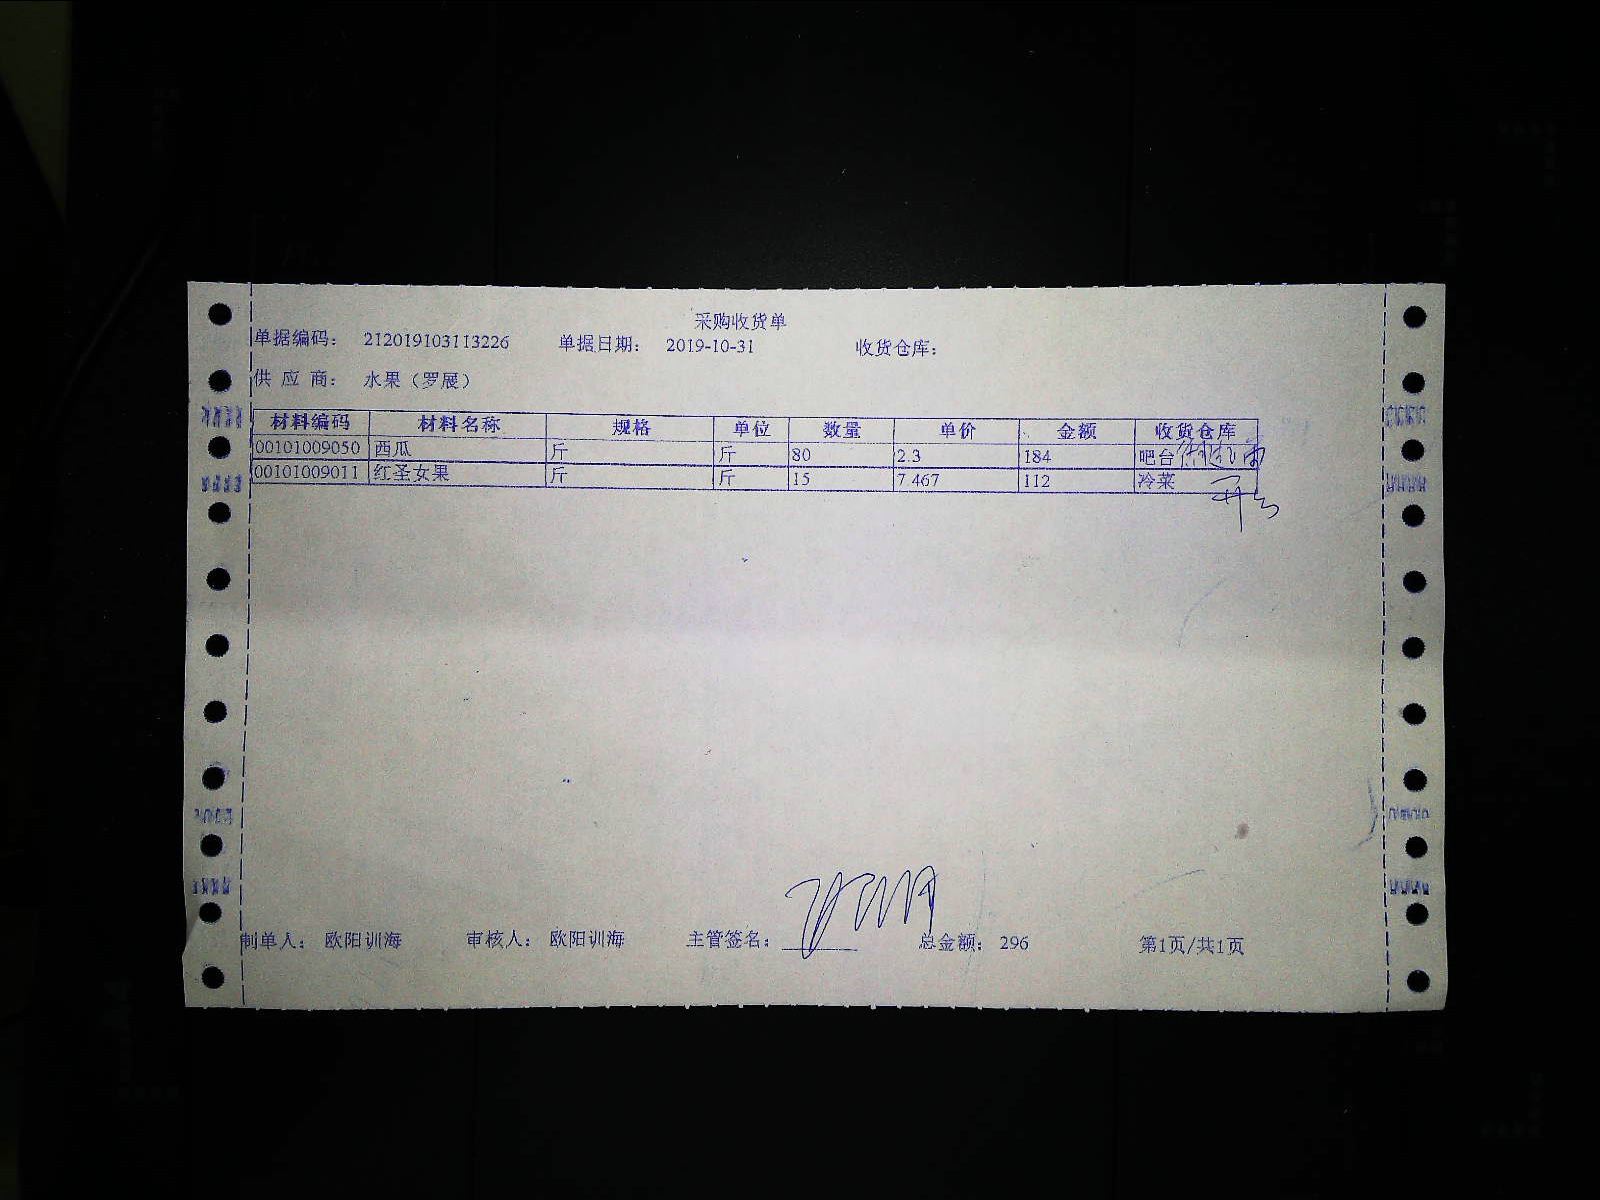 采购收货单
单据编码： 212019103113226 单据日期： 2019-10-31 收货仓库：
供 应 商： 水果（罗展）
材料编码 材料名称 规格 单位 数量 单价 金额 收货仓库
00101009050 西瓜 斤 斤 80 2.3 184 吧台
00101009011 红圣女果 斤 斤 15 7.467 112 冷菜
制单人： 欧阳训海 审核人： 欧阳训海 主管签名： 总金额： 296 第1页/共1页